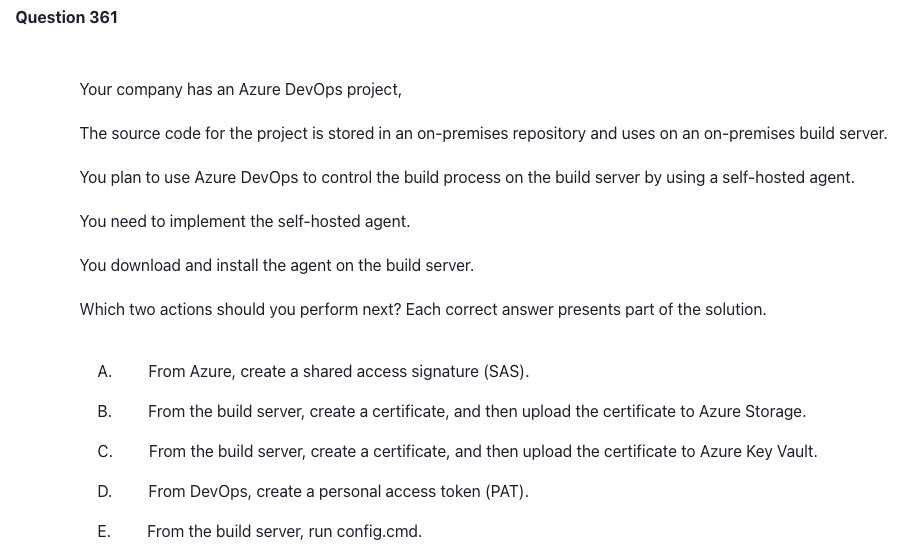 Question 361
Your company has an Azure DevOps project,
The source code for the project is stored in an on-premises repository and uses on an on-premises build server.
You plan to use Azure DevOps to control the build process on the build server by using a self-hosted agent.
You need to implement the self-hosted agent.
You download and install the agent on the build server.
Which two actions should you perform next? Each correct answer presents part of the solution.
A. From Azure, create a shared access signature (SAS).
B. From the build server, create a certificate, and then upload the certificate to Azure Storage.
C. From the build server, create a certificate, and then upload the certificate to Azure Key Vault.
D. From DevOps, create a personal access token (PAT).
E. From the build server, run config.cmd.